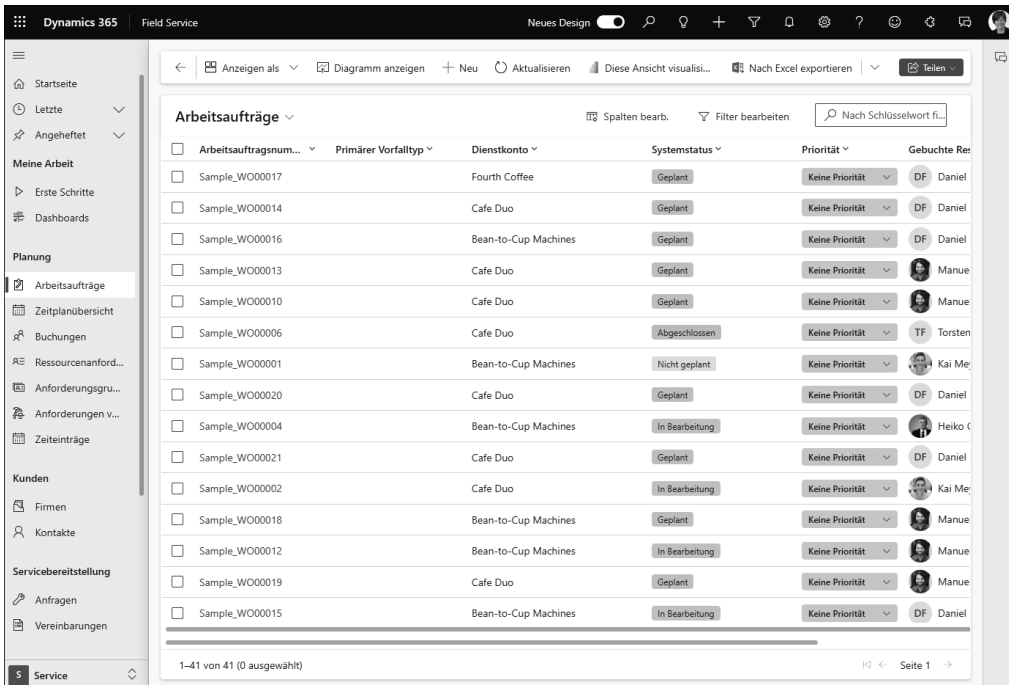 Dynamics 365 Field Service Neues Design
Anzeigen als Diagramm anzeigen Neu Aktualisieren Diese Ansicht visualisi... Nach Excel exportieren Teilen
Startseite
Letzte
Angeheftet
Meine Arbeit
Erste Schritte
Dashboards
Planung
Arbeitsaufträge
Zeitplanübersicht
Buchungen
Ressourcenanford...
Anforderungsgru...
Anforderungen v...
Zeiteinträge
Kunden
Firmen
Kontakte
Servicebereitstellung
Anfragen
Vereinbarungen
S Service
Arbeitsaufträge Spalten bearb. Filter bearbeiten Nach Schlüsselwort fi...
Arbeitsauftragsnum... Primärer Vorfalltyp Dienstkonto Systemstatus Priorität Gebuchte Res
Sample_WO00017 Fourth Coffee Geplant Keine Priorität DF Daniel
Sample_WO00014 Cafe Duo Geplant Keine Priorität DF Daniel
Sample_WO00016 Bean-to-Cup Machines Geplant Keine Priorität DF Daniel
Sample_WO00013 Cafe Duo Geplant Keine Priorität Manue
Sample_WO00010 Cafe Duo Geplant Keine Priorität Manue
Sample_WO00006 Cafe Duo Abgeschlossen Keine Priorität TF Torsten
Sample_WO00001 Bean-to-Cup Machines Nicht geplant Keine Priorität Kai Mey
Sample_WO00020 Cafe Duo Geplant Keine Priorität DF Daniel
Sample_WO00004 Bean-to-Cup Machines In Bearbeitung Keine Priorität Heiko
Sample_WO00021 Cafe Duo Geplant Keine Priorität DF Daniel
Sample_WO00002 Cafe Duo In Bearbeitung Keine Priorität Kai Mey
Sample_WO00018 Bean-to-Cup Machines Geplant Keine Priorität Manue
Sample_WO00012 Bean-to-Cup Machines In Bearbeitung Keine Priorität Manue
Sample_WO00019 Cafe Duo Geplant Keine Priorität Manue
Sample_WO00015 Bean-to-Cup Machines In Bearbeitung Keine Priorität DF Daniel
1–41 von 41 (0 ausgewählt) Seite 1